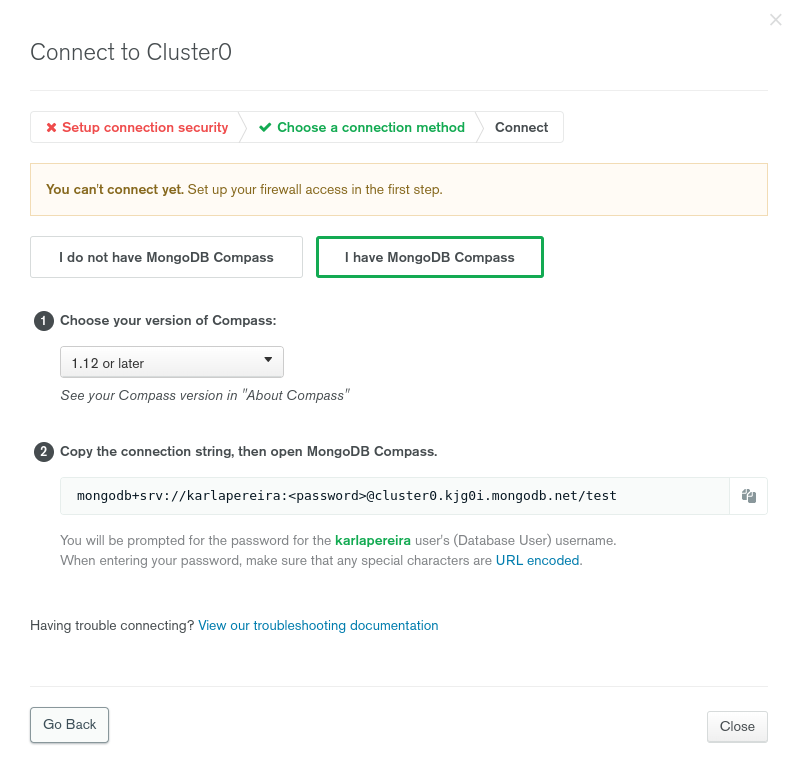 Connect to Cluster0
Setup connection security Choose a connection method Connect
You can't connect yet. Set up your firewall access in the first step.
I do not have MongoDB Compass I have MongoDB Compass
1 Choose your version of Compass:
1.12 or later
See your Compass version in "About Compass"
2 Copy the connection string, then open MongoDB Compass.
mongodb+srv://karlapereira:<password>@cluster0.kjg0i.mongodb.net/test
You will be prompted for the password for the karlapereira user's (Database User) username.
When entering your password, make sure that any special characters are URL encoded.
Having trouble connecting? View our troubleshooting documentation
Go Back Close